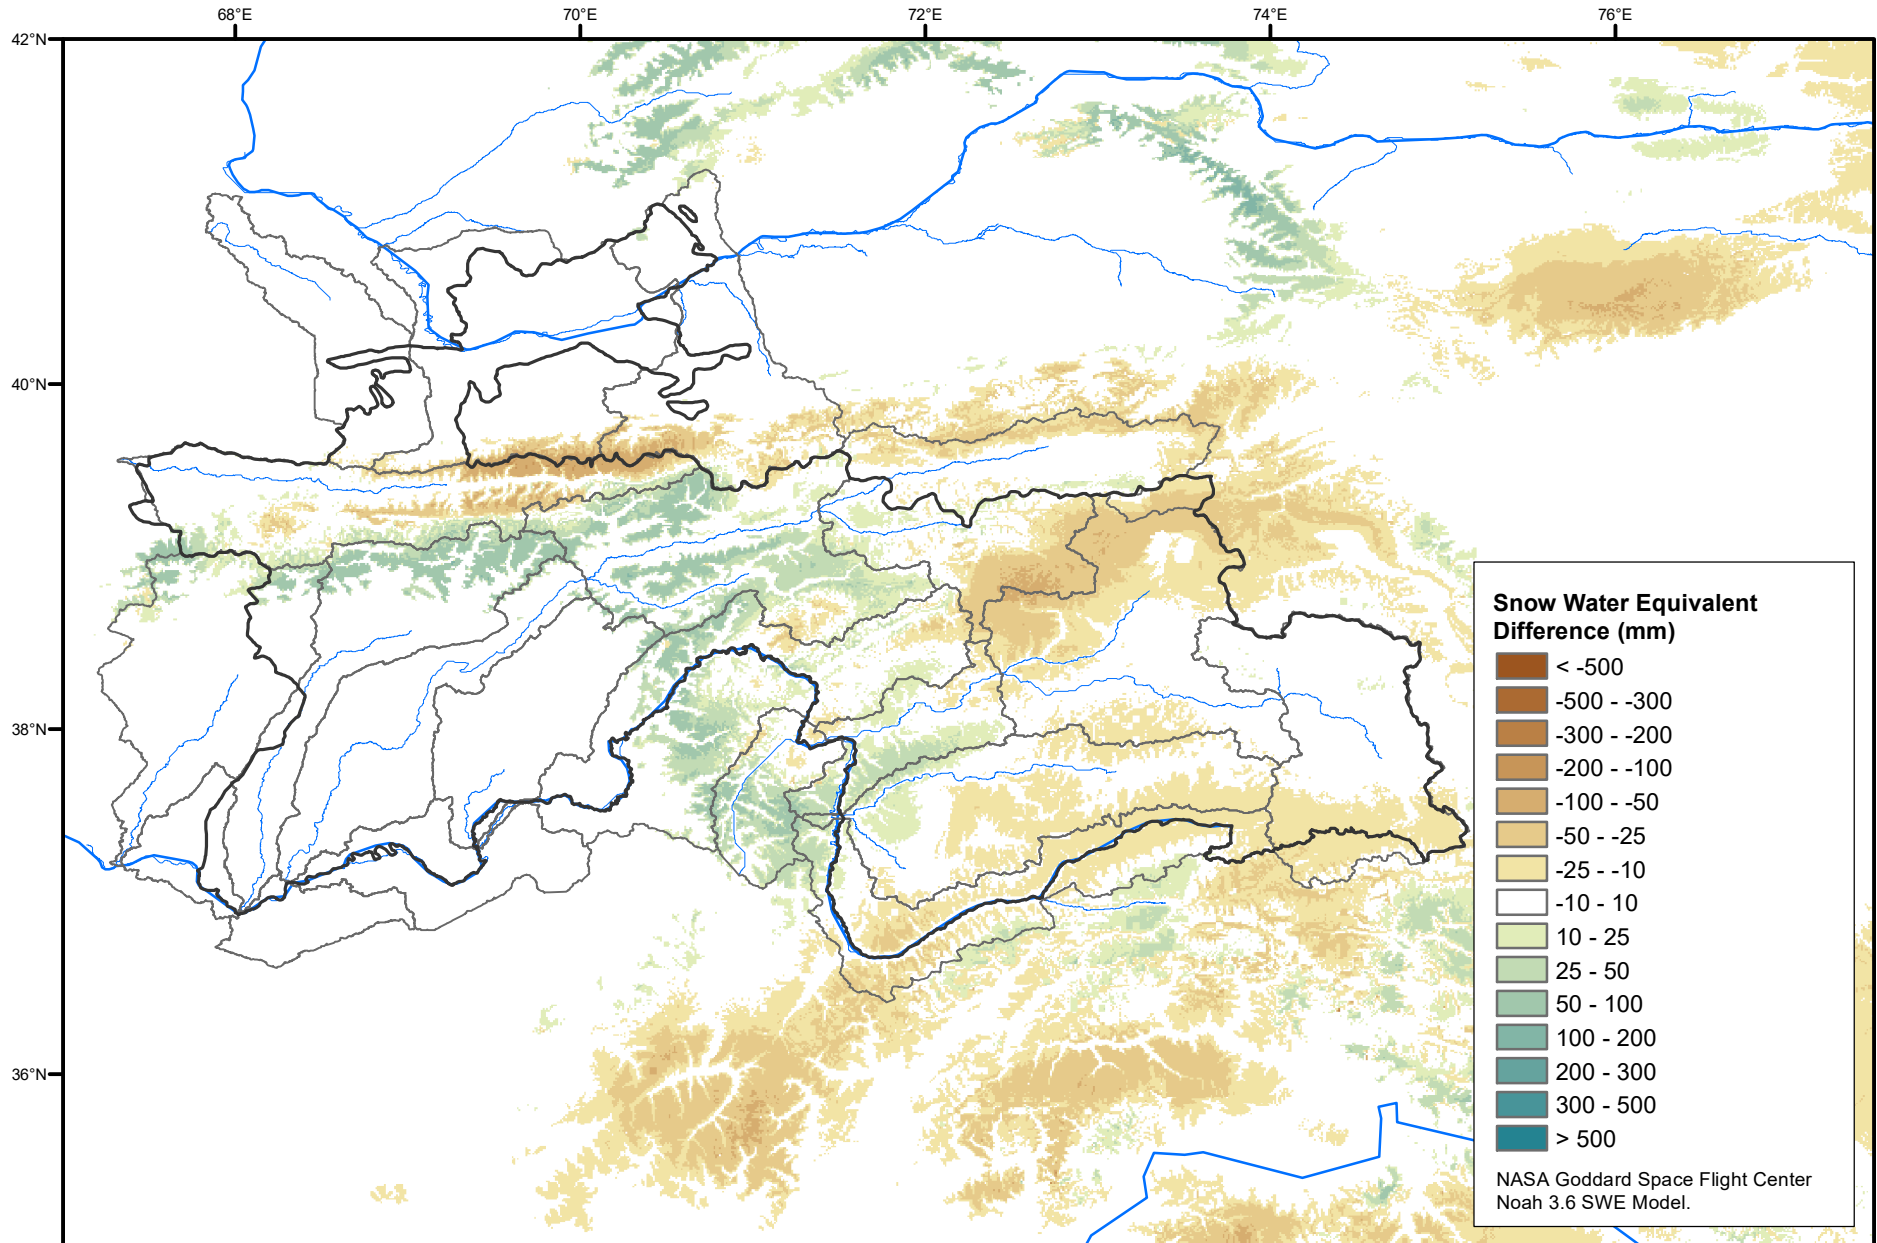 68°E
70°E
72°E
74°E
76°E
42°N
40°N
38°N
36°N
Snow Water Equivalent
Difference (mm)
< -500
-500 - -300
-300 - -200
-200 - -100
-100 - -50
-50 - -25
-25 - -10
-10 - 10
10 - 25
25 - 50
50 - 100
100 - 200
200 - 300
300 - 500
> 500
NASA Goddard Space Flight Center
Noah 3.6 SWE Model.